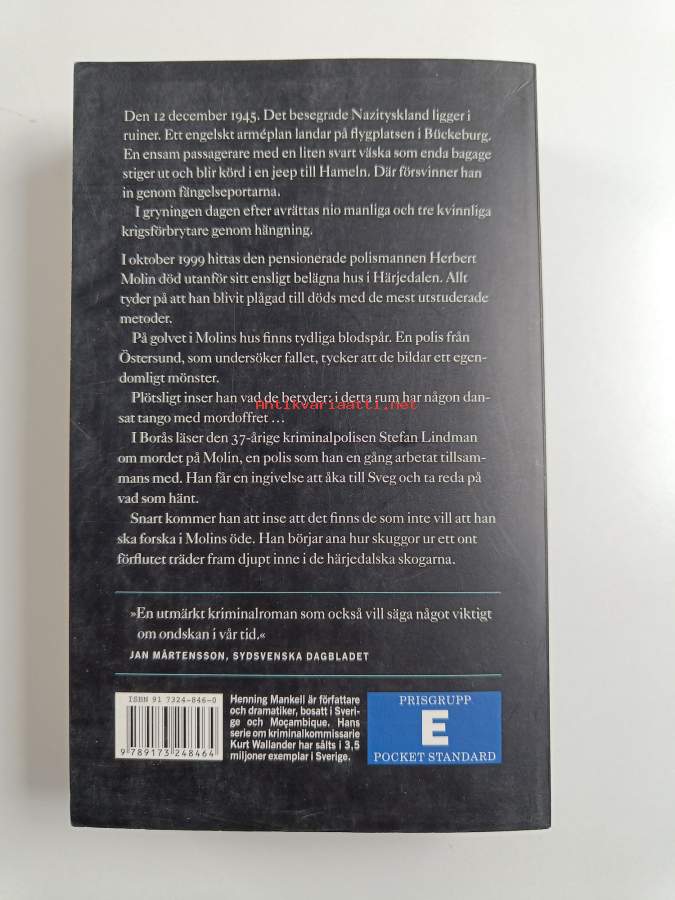 Den 12 december 1945. Det besegrade Nazityskland ligger i
ruiner. Ett engelskt arméplan landar på flygplatsen i Bückeburg.
En ensam passagerare med en liten svart väska som enda bagage
stiger ut och blir körd i en jeep till Hameln. Där försvinner han
in genom fängelseportarna.
I gryningen dagen efter avrättas nio manliga och tre kvinnliga
krigsförbrytare genom hängning.
I oktober 1999 hittas den pensionerade polismannen Herbert
Molin död utanför sitt ensligt belägna hus i Härjedalen. Allt
tyder på att han blivit plågad till döds med de mest utstuderade
metoder.
På golvet i Molins hus finns tydliga blodspår. En polis från
Östersund, som undersöker fallet, tycker att de bildar ett egen-
domligt mönster.
Plötsligt inser han vad de betyder: i detta rum har någon dan-
Antikvariaatti.net
sat tango med mordoffret ...
I Borås läser den 37-årige kriminalpolisen Stefan Lindman
om mordet på Molin, en polis som han en gång arbetat tillsam-
mans med. Han får en ingivelse att åka till Sveg och ta reda på
vad som hänt.
Snart kommer han att inse att det finns de som inte vill att han
ska forska i Molins öde. Han börjar ana hur skuggor ur ett ont
förflutet träder fram djupt inne i de härjedalska skogarna.
»En utmärkt kriminalroman som också vill säga något viktigt
om ondskan i vår tid.«
JAN MÅRTENSSON, SYDSVENSKA DAGBLADET
ISBN 91 7324-846-0
9 789173 248464
Henning Mankell är författare
och dramatiker, bosatt i Sveri-
ge och Moçambique. Hans
serie om kriminalkommissarie
Kurt Wallander har sålts i 3,5
miljoner exemplar i Sverige.
PRISGRUPP
E
POCKET STANDARD